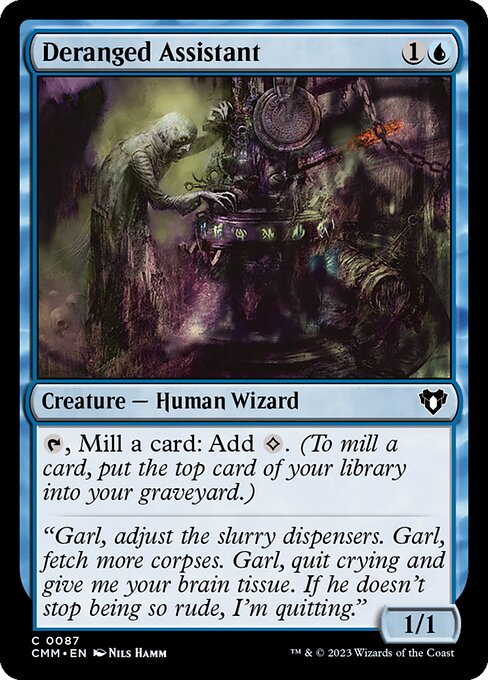 Deranged Assistant 1
Creature — Human Wizard
, Mill a card: Add . (To mill a
card, put the top card of your library
into your graveyard.)
“Garl, adjust the slurry dispensers. Garl,
fetch more corpses. Garl, quit crying and
give me your brain tissue. If he doesn’t
stop being so rude, I’m quitting.”
1/1
C 0087
CMM • EN Nils Hamm
™ & © 2023 Wizards of the Coast